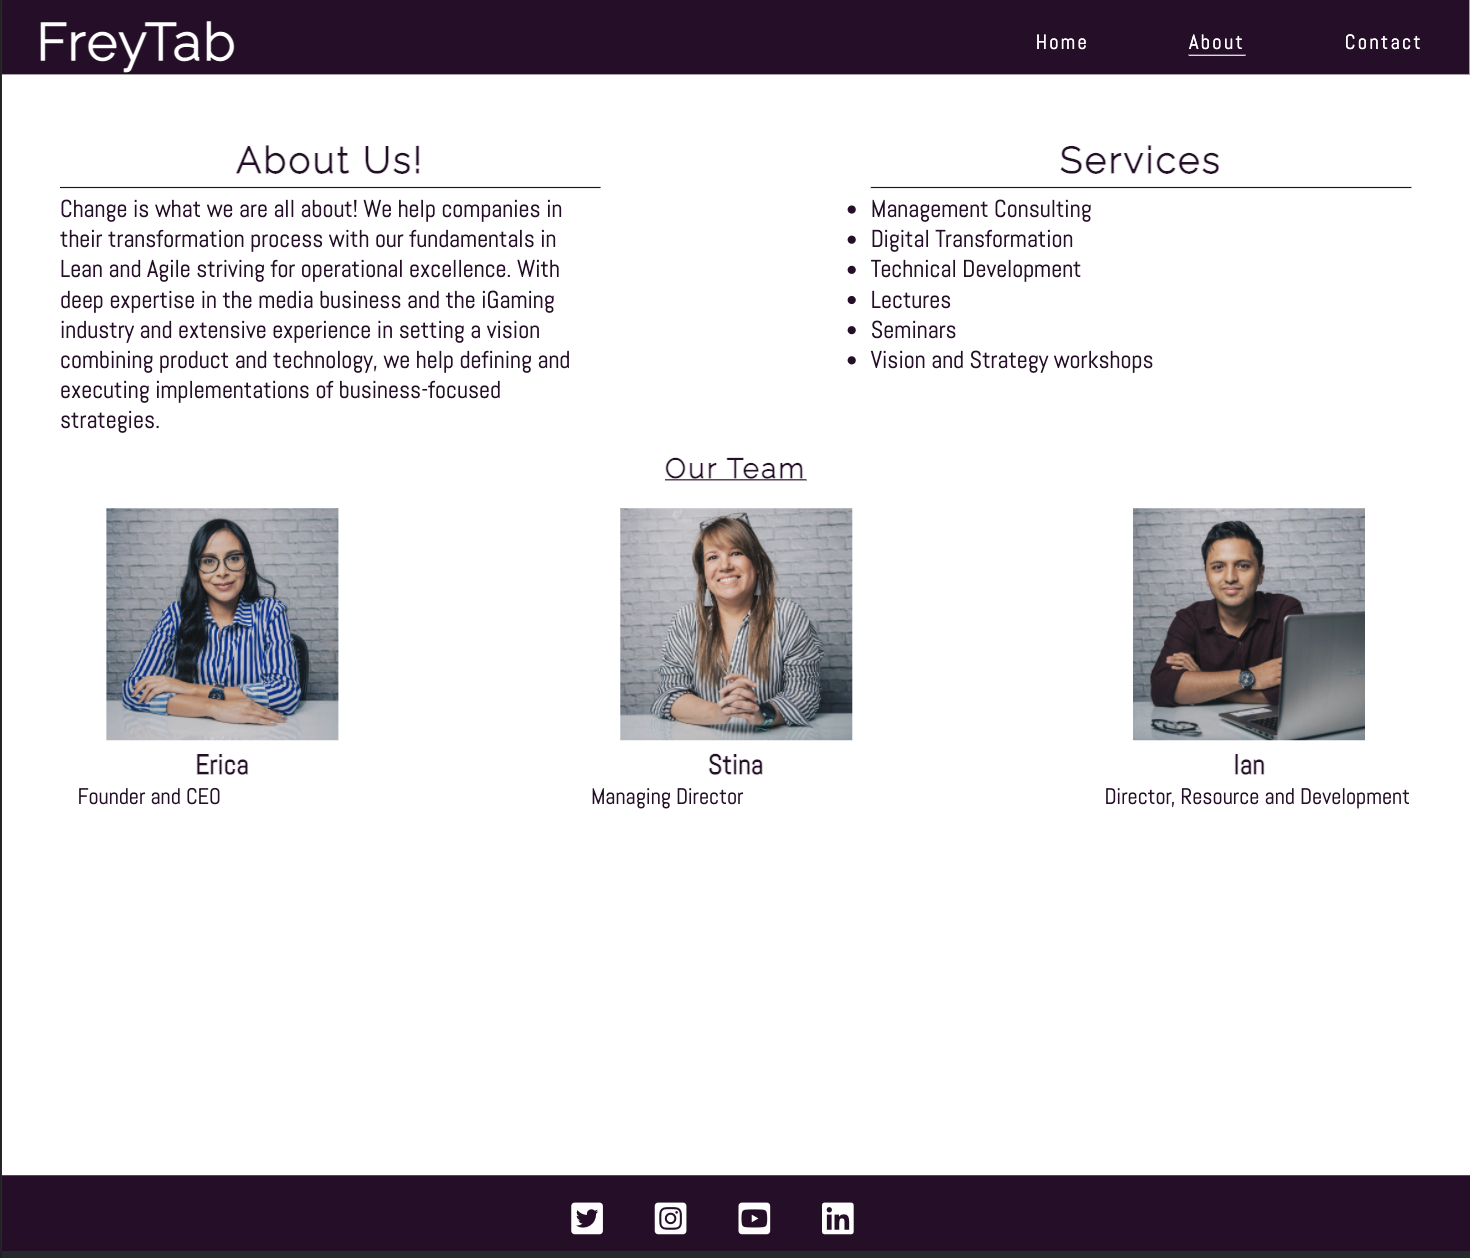 FreyTab
Home
About
Contact
About Us!
Change is what we are all about! We help companies in
their transformation process with our fundamentals in
Lean and Agile striving for operational excellence. With
deep expertise in the media business and the iGaming
industry and extensive experience in setting a vision
combining product and technology, we help defining and
executing implementations of business-focused
strategies.
Services
Management Consulting
Digital Transformation
Technical Development
Lectures
Seminars
Vision and Strategy workshops
Our Team
Erica
Founder and CEO
Stina
Managing Director
Ian
Director, Resource and Development
in